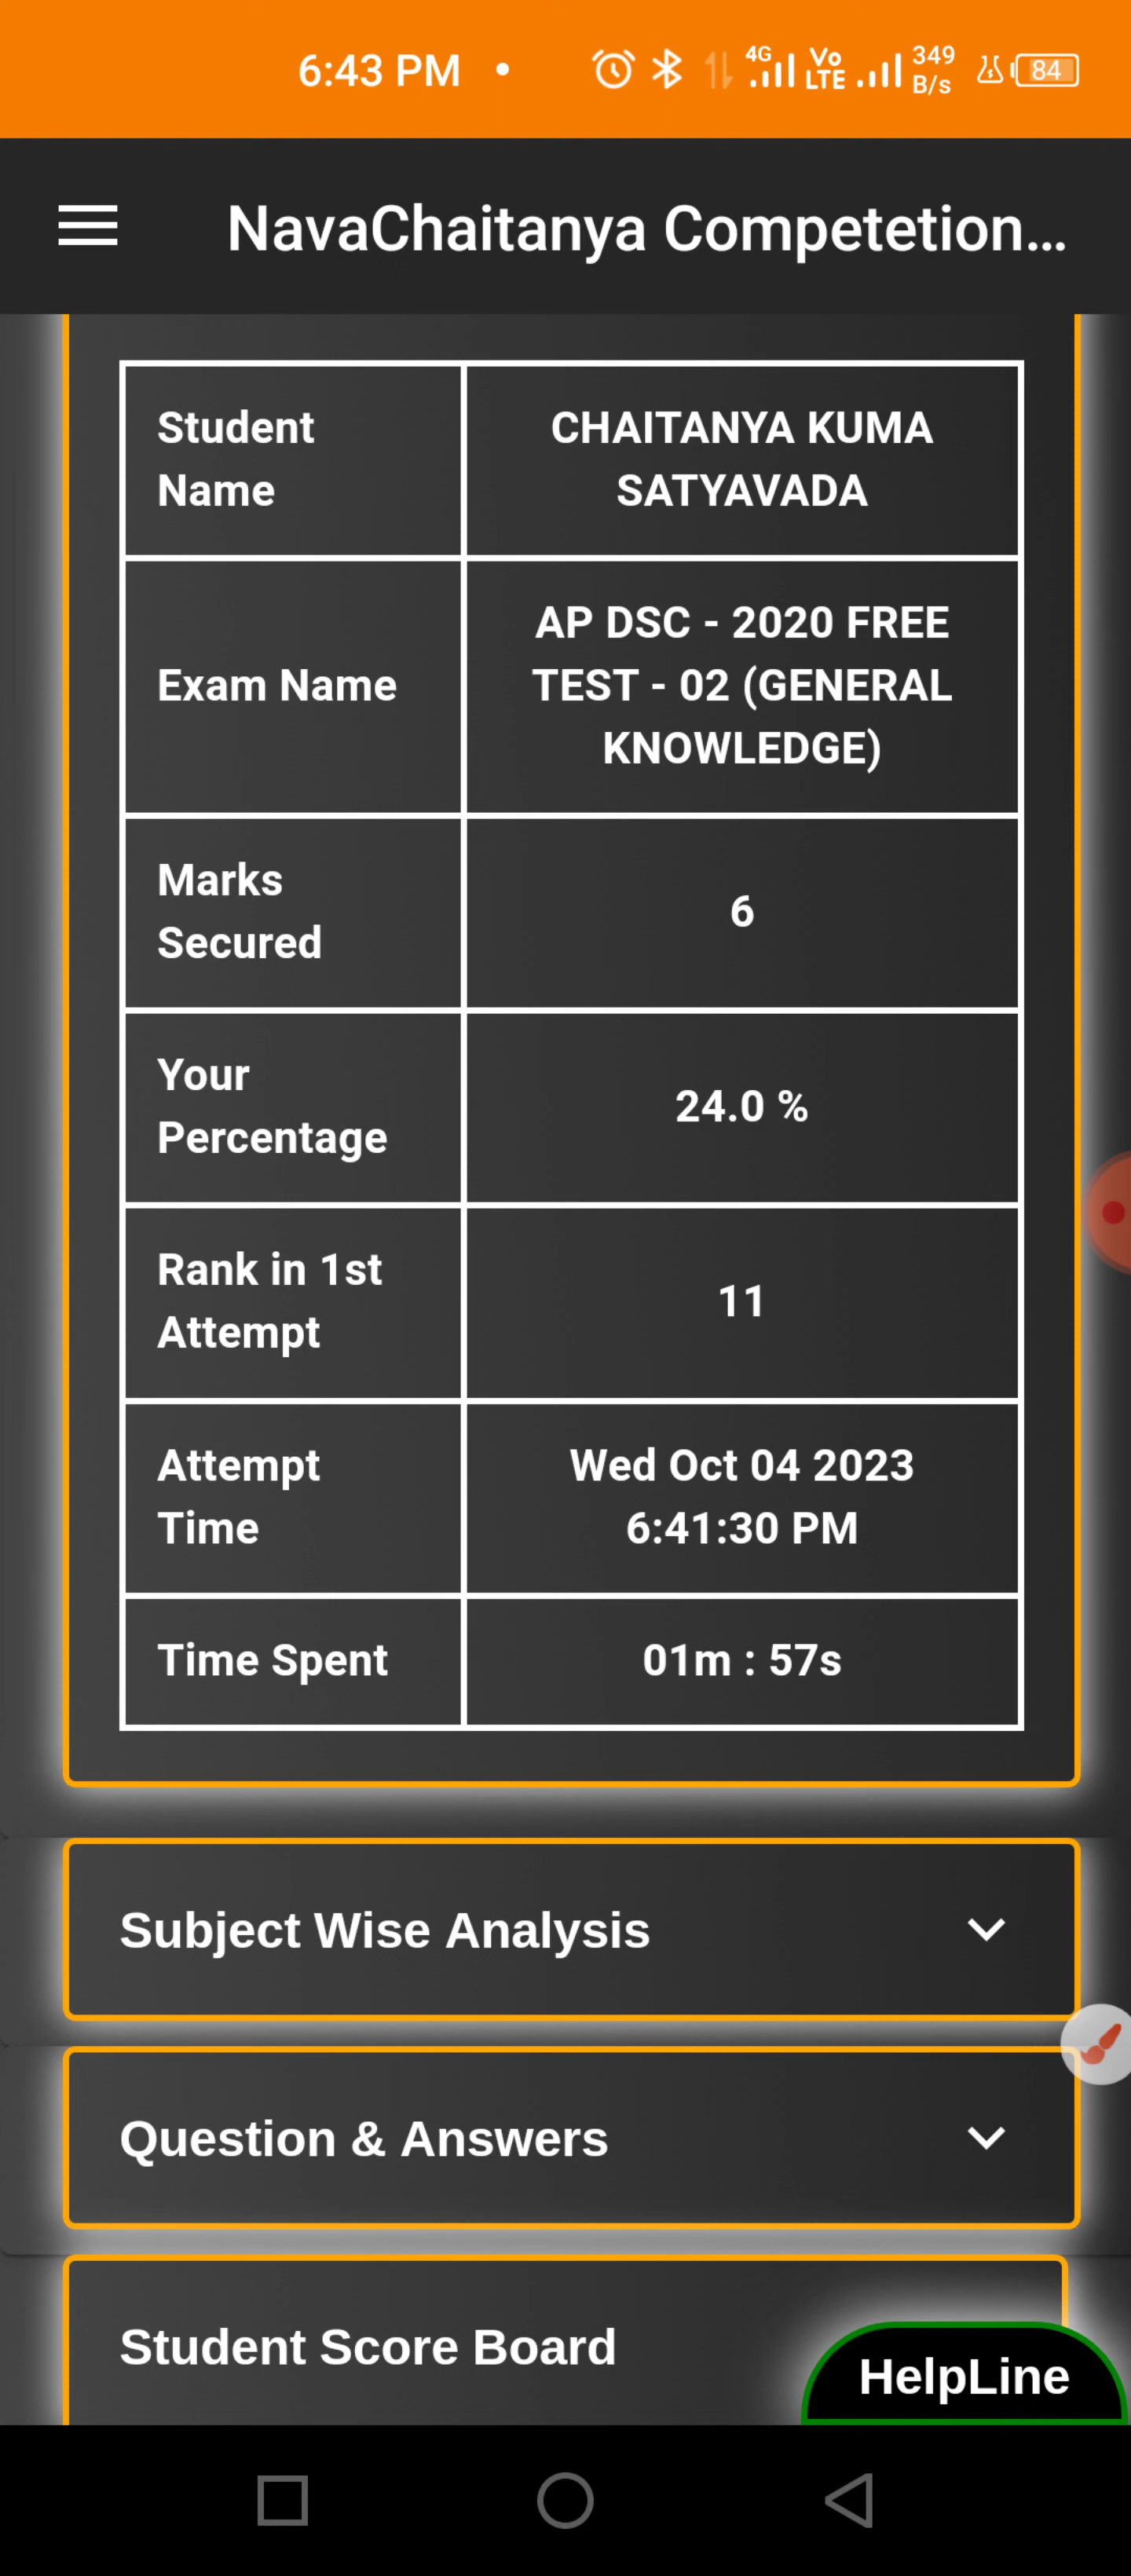 6:43 PM • 4G Vo LTE 349 B/s 84
NavaChaitanya Competetion...
Student
Name
CHAITANYA KUMA
SATYAVADA
Exam Name
AP DSC - 2020 FREE
TEST - 02 (GENERAL
KNOWLEDGE)
Marks
Secured
6
Your
Percentage
24.0 %
Rank in 1st
Attempt
11
Attempt
Time
Wed Oct 04 2023
6:41:30 PM
Time Spent
01m : 57s
Subject Wise Analysis
Question & Answers
Student Score Board
HelpLine